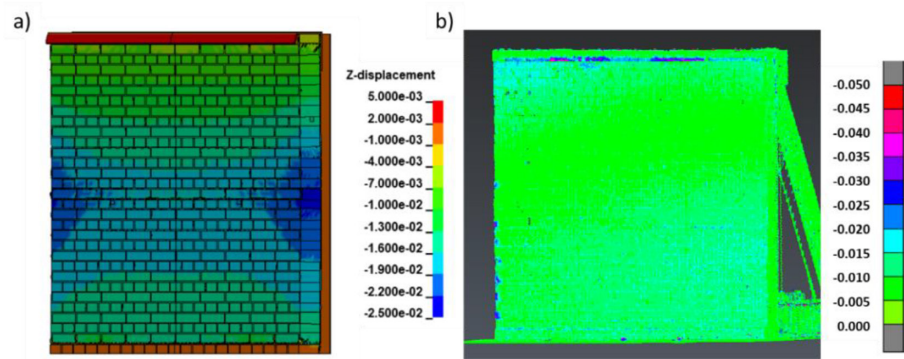 a)
b)
Z-displacement
5.000e-03
2.000e-03
-1.000e-03
-4.000e-03
-7.000e-03
-1.000e-02
-1.300e-02
-1.600e-02
-1.900e-02
-2.200e-02
-2.500e-02
-0.050
-0.045
-0.040
-0.035
-0.030
-0.025
-0.020
-0.015
-0.010
-0.005
0.000